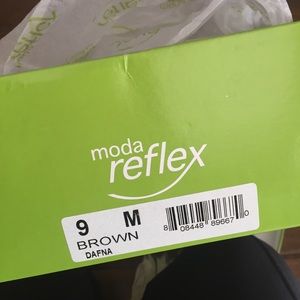 moda
reflex
9 M
BROWN
DAFNA
8 08448 89667 0